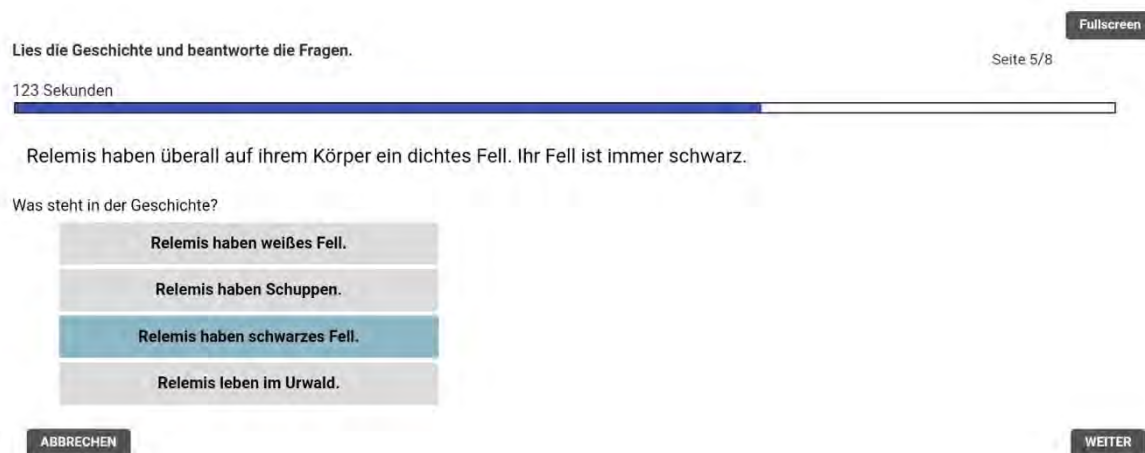 Fullscreen
Lies die Geschichte und beantworte die Fragen.
Seite 5/8
123 Sekunden
Relemis haben überall auf ihrem Körper ein dichtes Fell. Ihr Fell ist immer schwarz.
Was steht in der Geschichte?
Relemis haben weißes Fell.
Relemis haben Schuppen.
Relemis haben schwarzes Fell.
Relemis leben im Urwald.
ABBRECHEN
WEITER